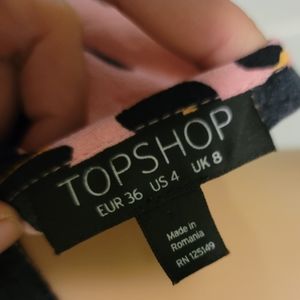 TOPSHOP
EUR 36 US 4 UK 8
Made in
Romania
RN 125149